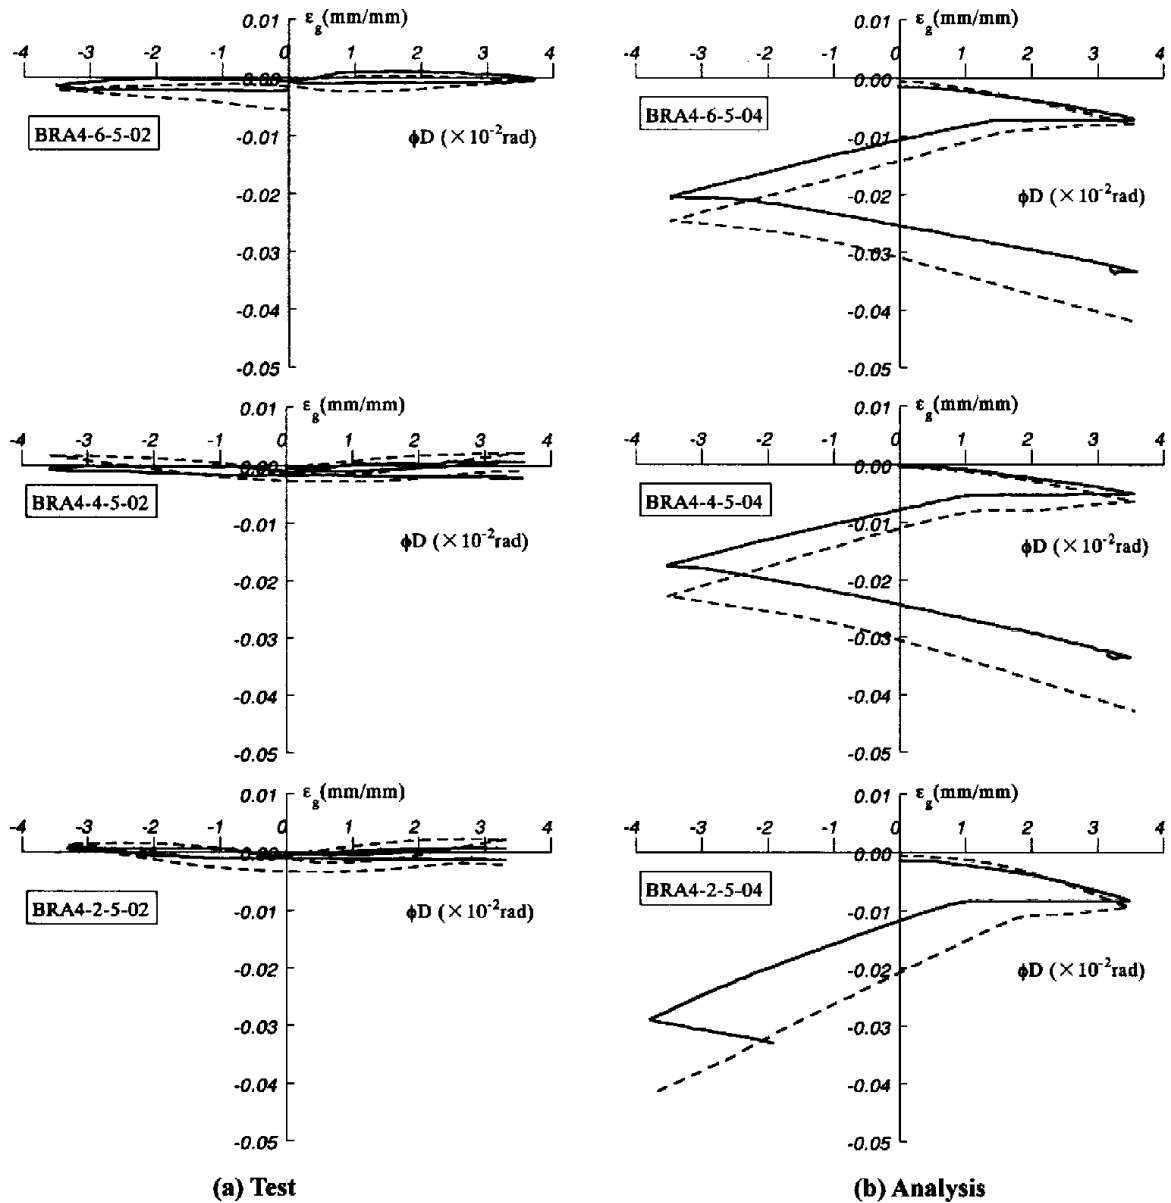 0.01 ε_g(mm/mm)
-4 -3 -2 -1 0 1 2 3 4
0.00
BRA4-6-5-02
φD (×10⁻²rad)
-0.01
-0.02
-0.03
-0.04
-0.05
0.01 ε_g(mm/mm)
-4 -3 -2 -1 0 1 2 3 4
0.00
BRA4-6-5-04
-0.01
φD (×10⁻²rad)
-0.02
-0.03
-0.04
-0.05
0.01 ε_g(mm/mm)
-4 -3 -2 -1 0 1 2 3 4
0.00
BRA4-4-5-02
-0.01
φD (×10⁻²rad)
-0.02
-0.03
-0.04
-0.05
0.01 ε_g(mm/mm)
-4 -3 -2 -1 0 1 2 3 4
0.00
BRA4-4-5-04
-0.01
φD (×10⁻²rad)
-0.02
-0.03
-0.04
-0.05
0.01 ε_g(mm/mm)
-4 -3 -2 -1 0 1 2 3 4
0.00
BRA4-2-5-02
-0.01
φD (×10⁻²rad)
-0.02
-0.03
-0.04
-0.05
0.01 ε_g(mm/mm)
-4 -3 -2 -1 0 1 2 3 4
0.00
BRA4-2-5-04
-0.01
φD (×10⁻²rad)
-0.02
-0.03
-0.04
-0.05
(a) Test
(b) Analysis